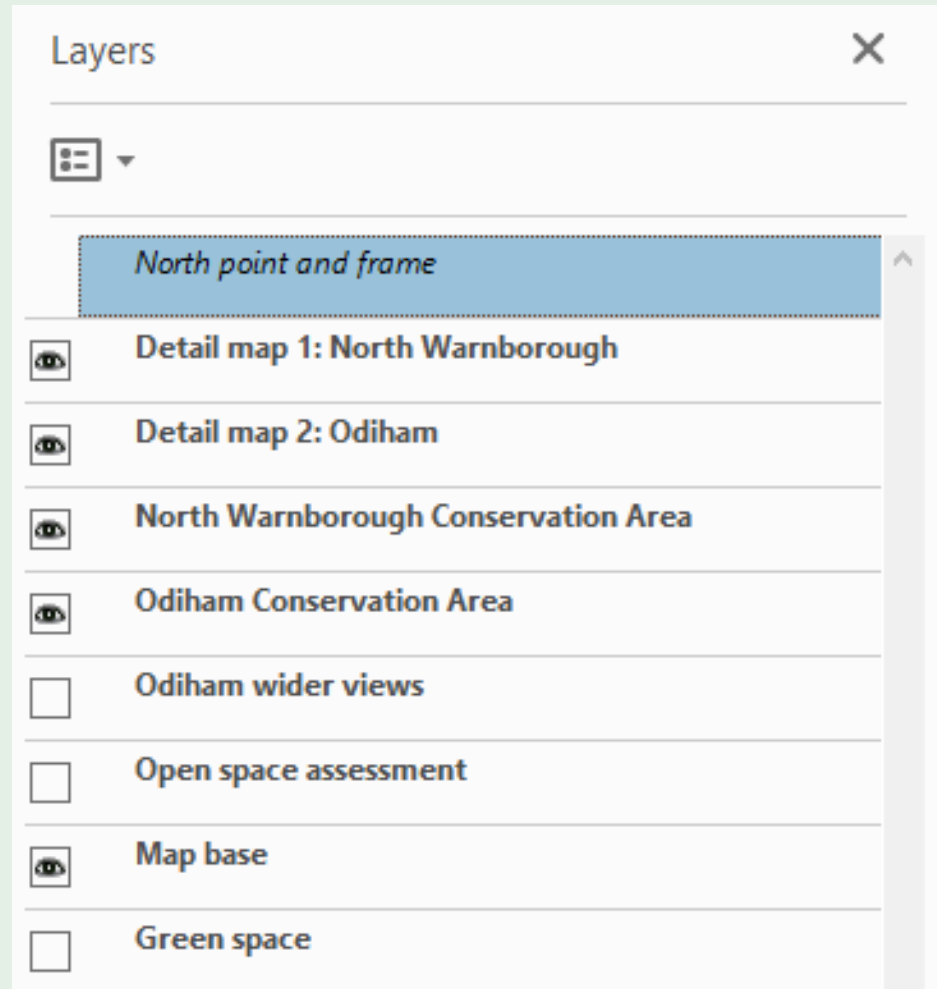 Layers
North point and frame
Detail map 1: North Warnborough
Detail map 2: Odiham
North Warnborough Conservation Area
Odiham Conservation Area
Odiham wider views
Open space assessment
Map base
Green space